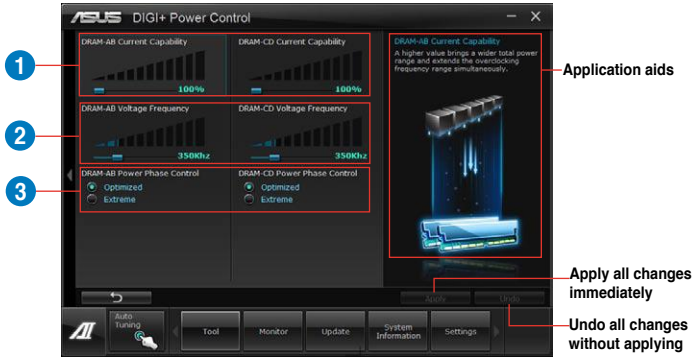 ASUS DIGI+ Power Control
1
DRAM-AB Current Capability
100%
DRAM-CD Current Capability
100%
2
DRAM-AB Voltage Frequency
350Khz
DRAM-CD Voltage Frequency
350Khz
3
DRAM-AB Power Phase Control
Optimized
Extreme
DRAM-CD Power Phase Control
Optimized
Extreme
DRAM-AB Current Capability
A higher value brings a wider total power
range and extends the overclocking
frequency range simultaneously.
Application aids
Apply
Undo
Apply all changes
immediately
Undo all changes
without applying
AI
Auto
Tuning
Tool
Monitor
Update
System
Information
Settings